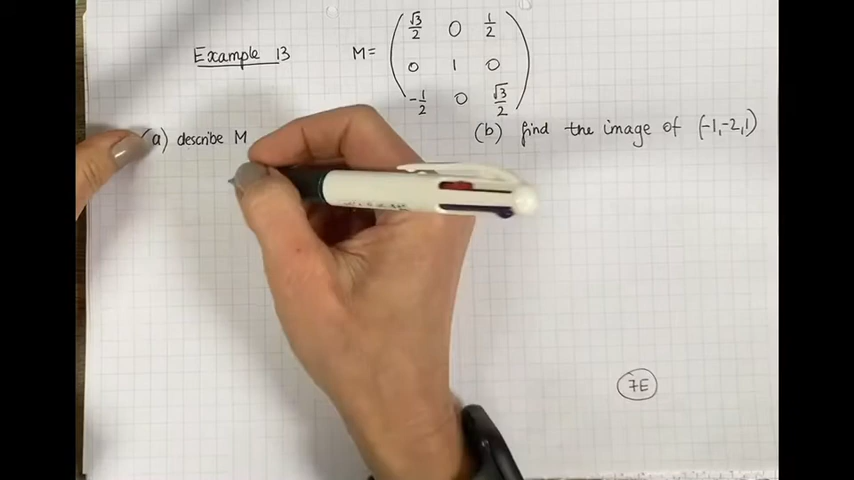 Example 13
M= ( √3/2 0 1/2
0 1 0
-1/2 0 √3/2 )
(a) describe M
(b) find the image of (-1,-2,1)
7E